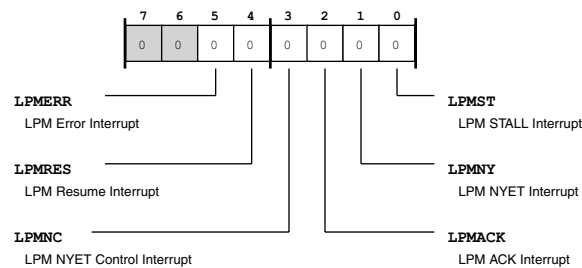 7 6 5 4 3 2 1 0
0 0 0 0 0 0 0 0
LPMERR
LPM Error Interrupt
LPMST
LPM STALL Interrupt
LPMRES
LPM Resume Interrupt
LPMNY
LPM NYET Interrupt
LPMNC
LPM NYET Control Interrupt
LPMACK
LPM ACK Interrupt